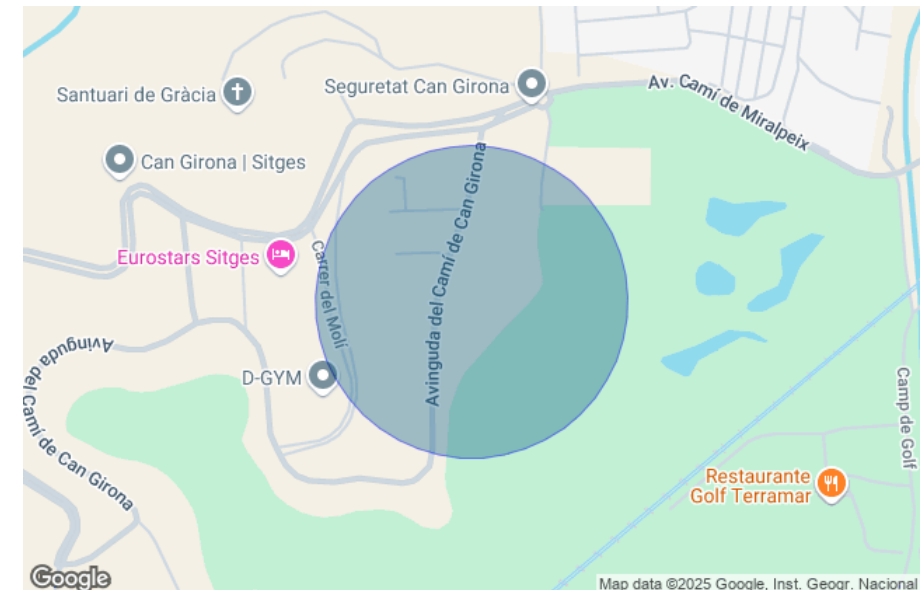 Santuari de Gràcia
Seguretat Can Girona
Av. Camí de Miralpeix
Can Girona | Sitges
Eurostars Sitges
Carrer del Molí
Avinguda del Camí de Can Girona
D-GYM
Avinguda del Camí de Can Girona
Camp de Golf
Restaurante
Golf Terramar
Google
Map data ©2025 Google, Inst. Geogr. Nacional